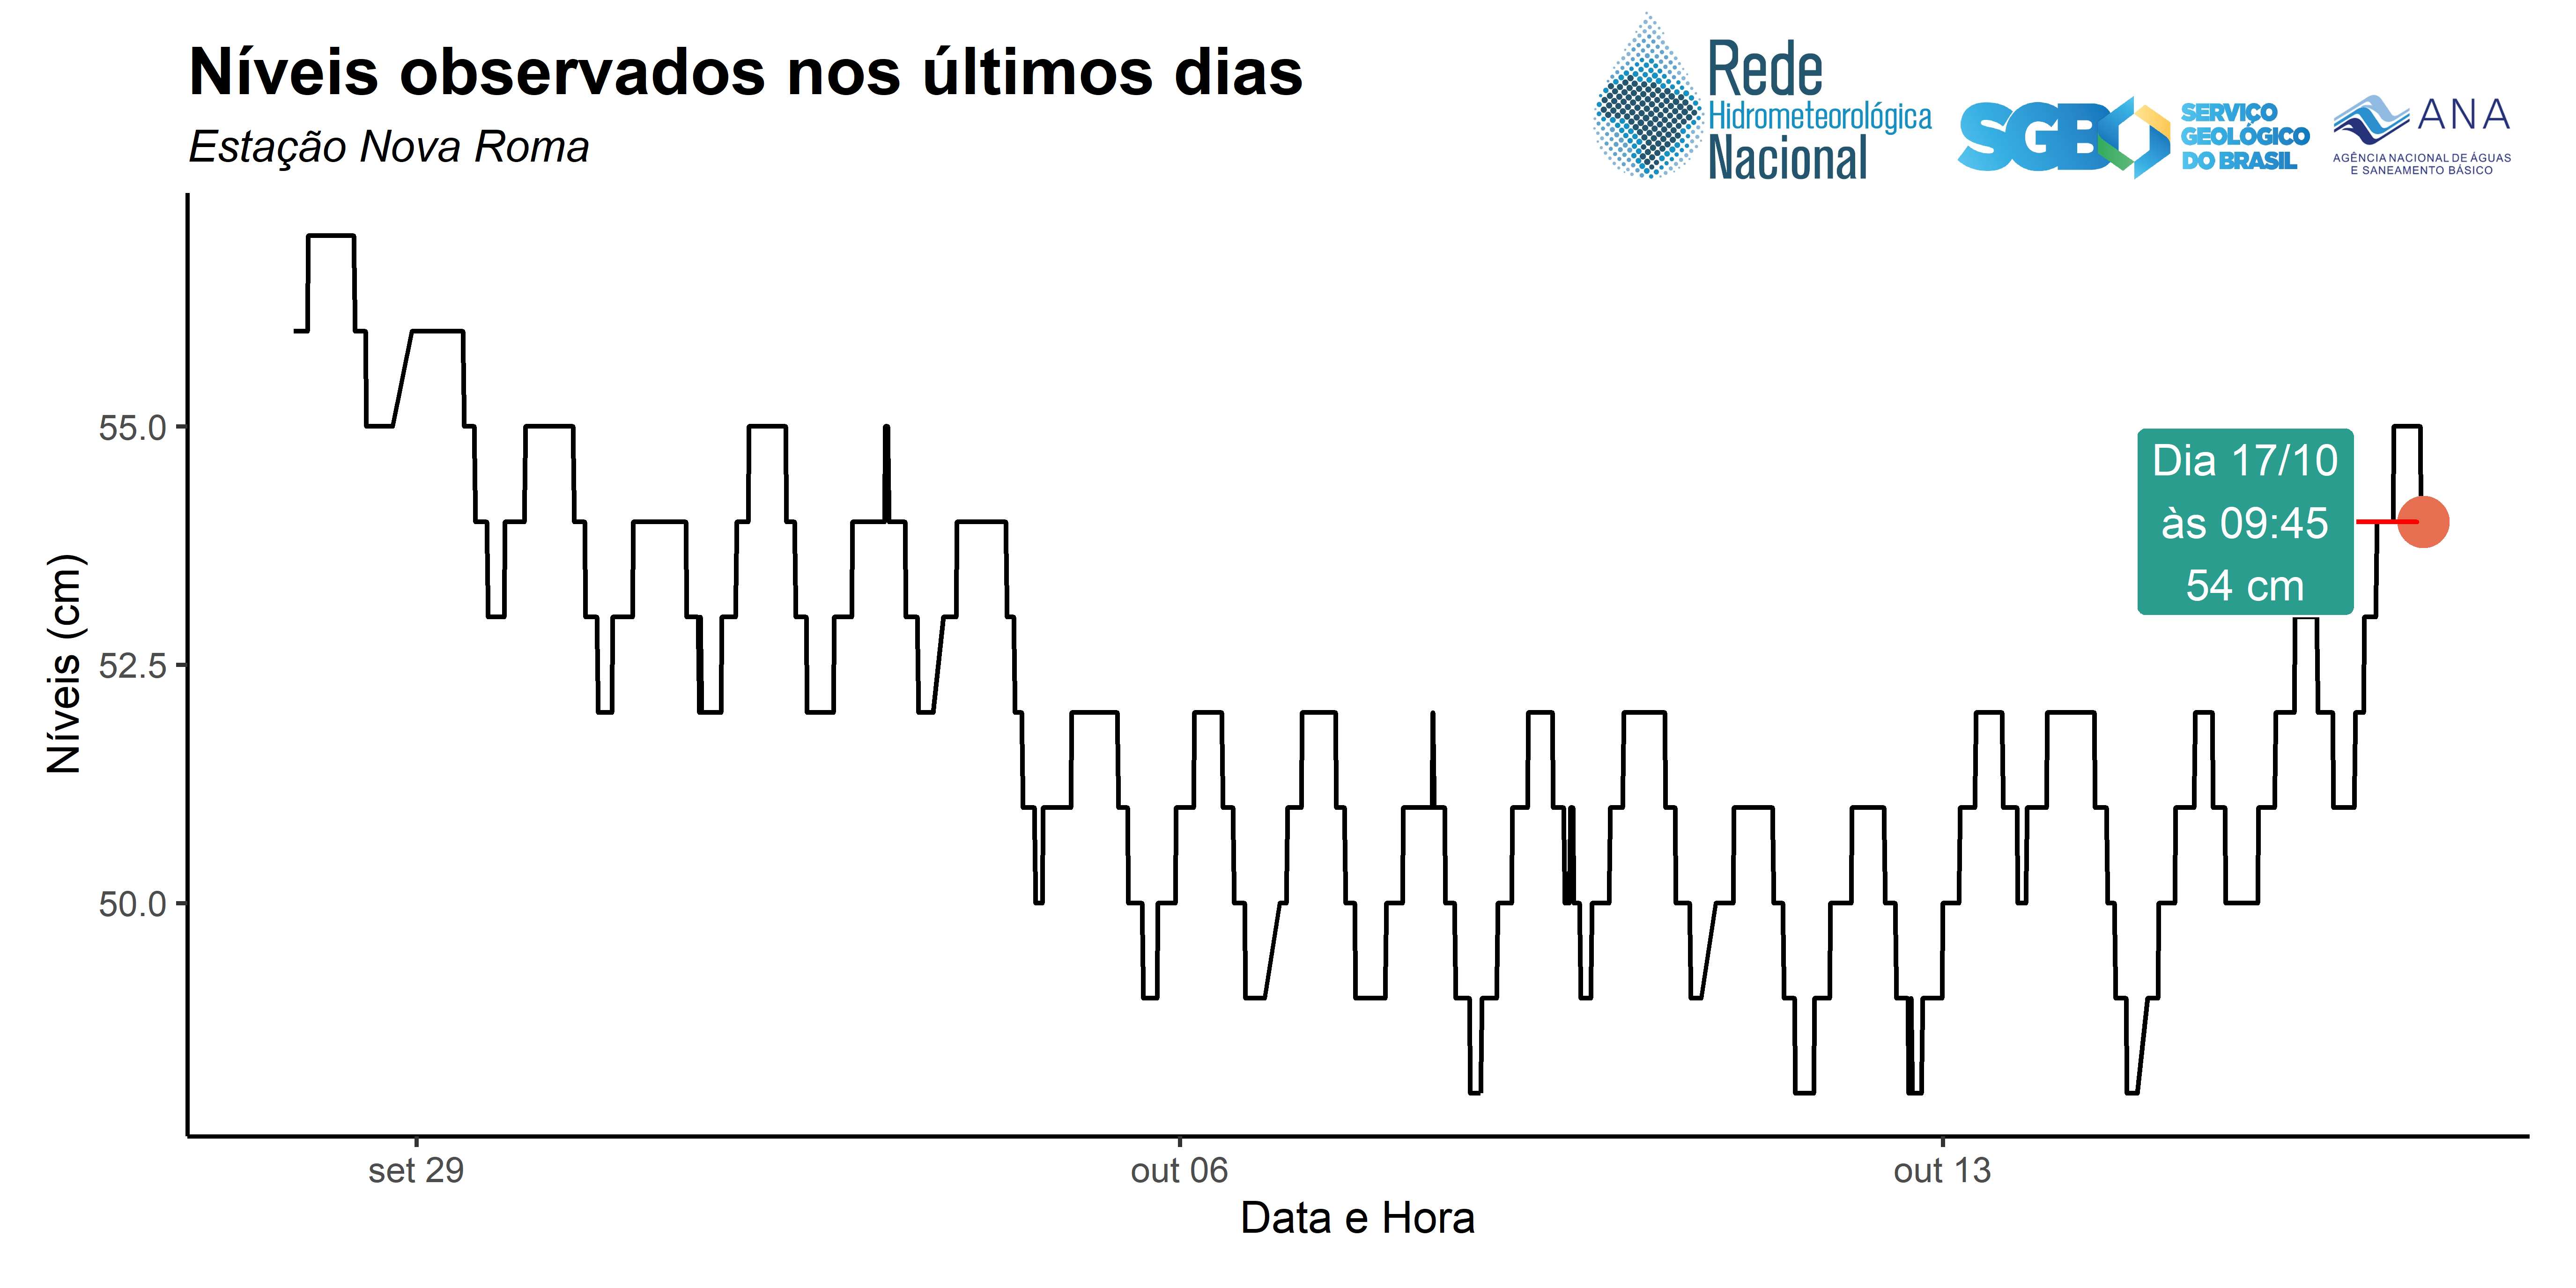 Níveis observados nos últimos dias
Estação Nova Roma
Rede
Hidrometeorológica
Nacional
SGB
SERVIÇO
GEOLÓGICO
DO BRASIL
ANA
AGÊNCIA NACIONAL DE ÁGUAS
E SANEAMENTO BÁSICO
Níveis (cm)
55.0
52.5
50.0
Dia 17/10
às 09:45
54 cm
set 29
out 06
out 13
Data e Hora